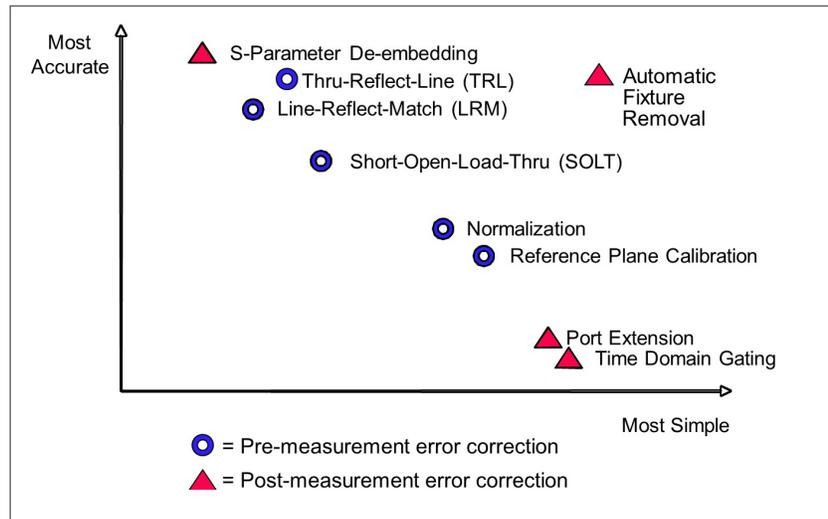 Most
Accurate
S-Parameter De-embedding
Thru-Reflect-Line (TRL)
Automatic
Fixture
Removal
Line-Reflect-Match (LRM)
Short-Open-Load-Thru (SOLT)
Normalization
Reference Plane Calibration
Port Extension
Time Domain Gating
Most Simple
= Pre-measurement error correction
= Post-measurement error correction